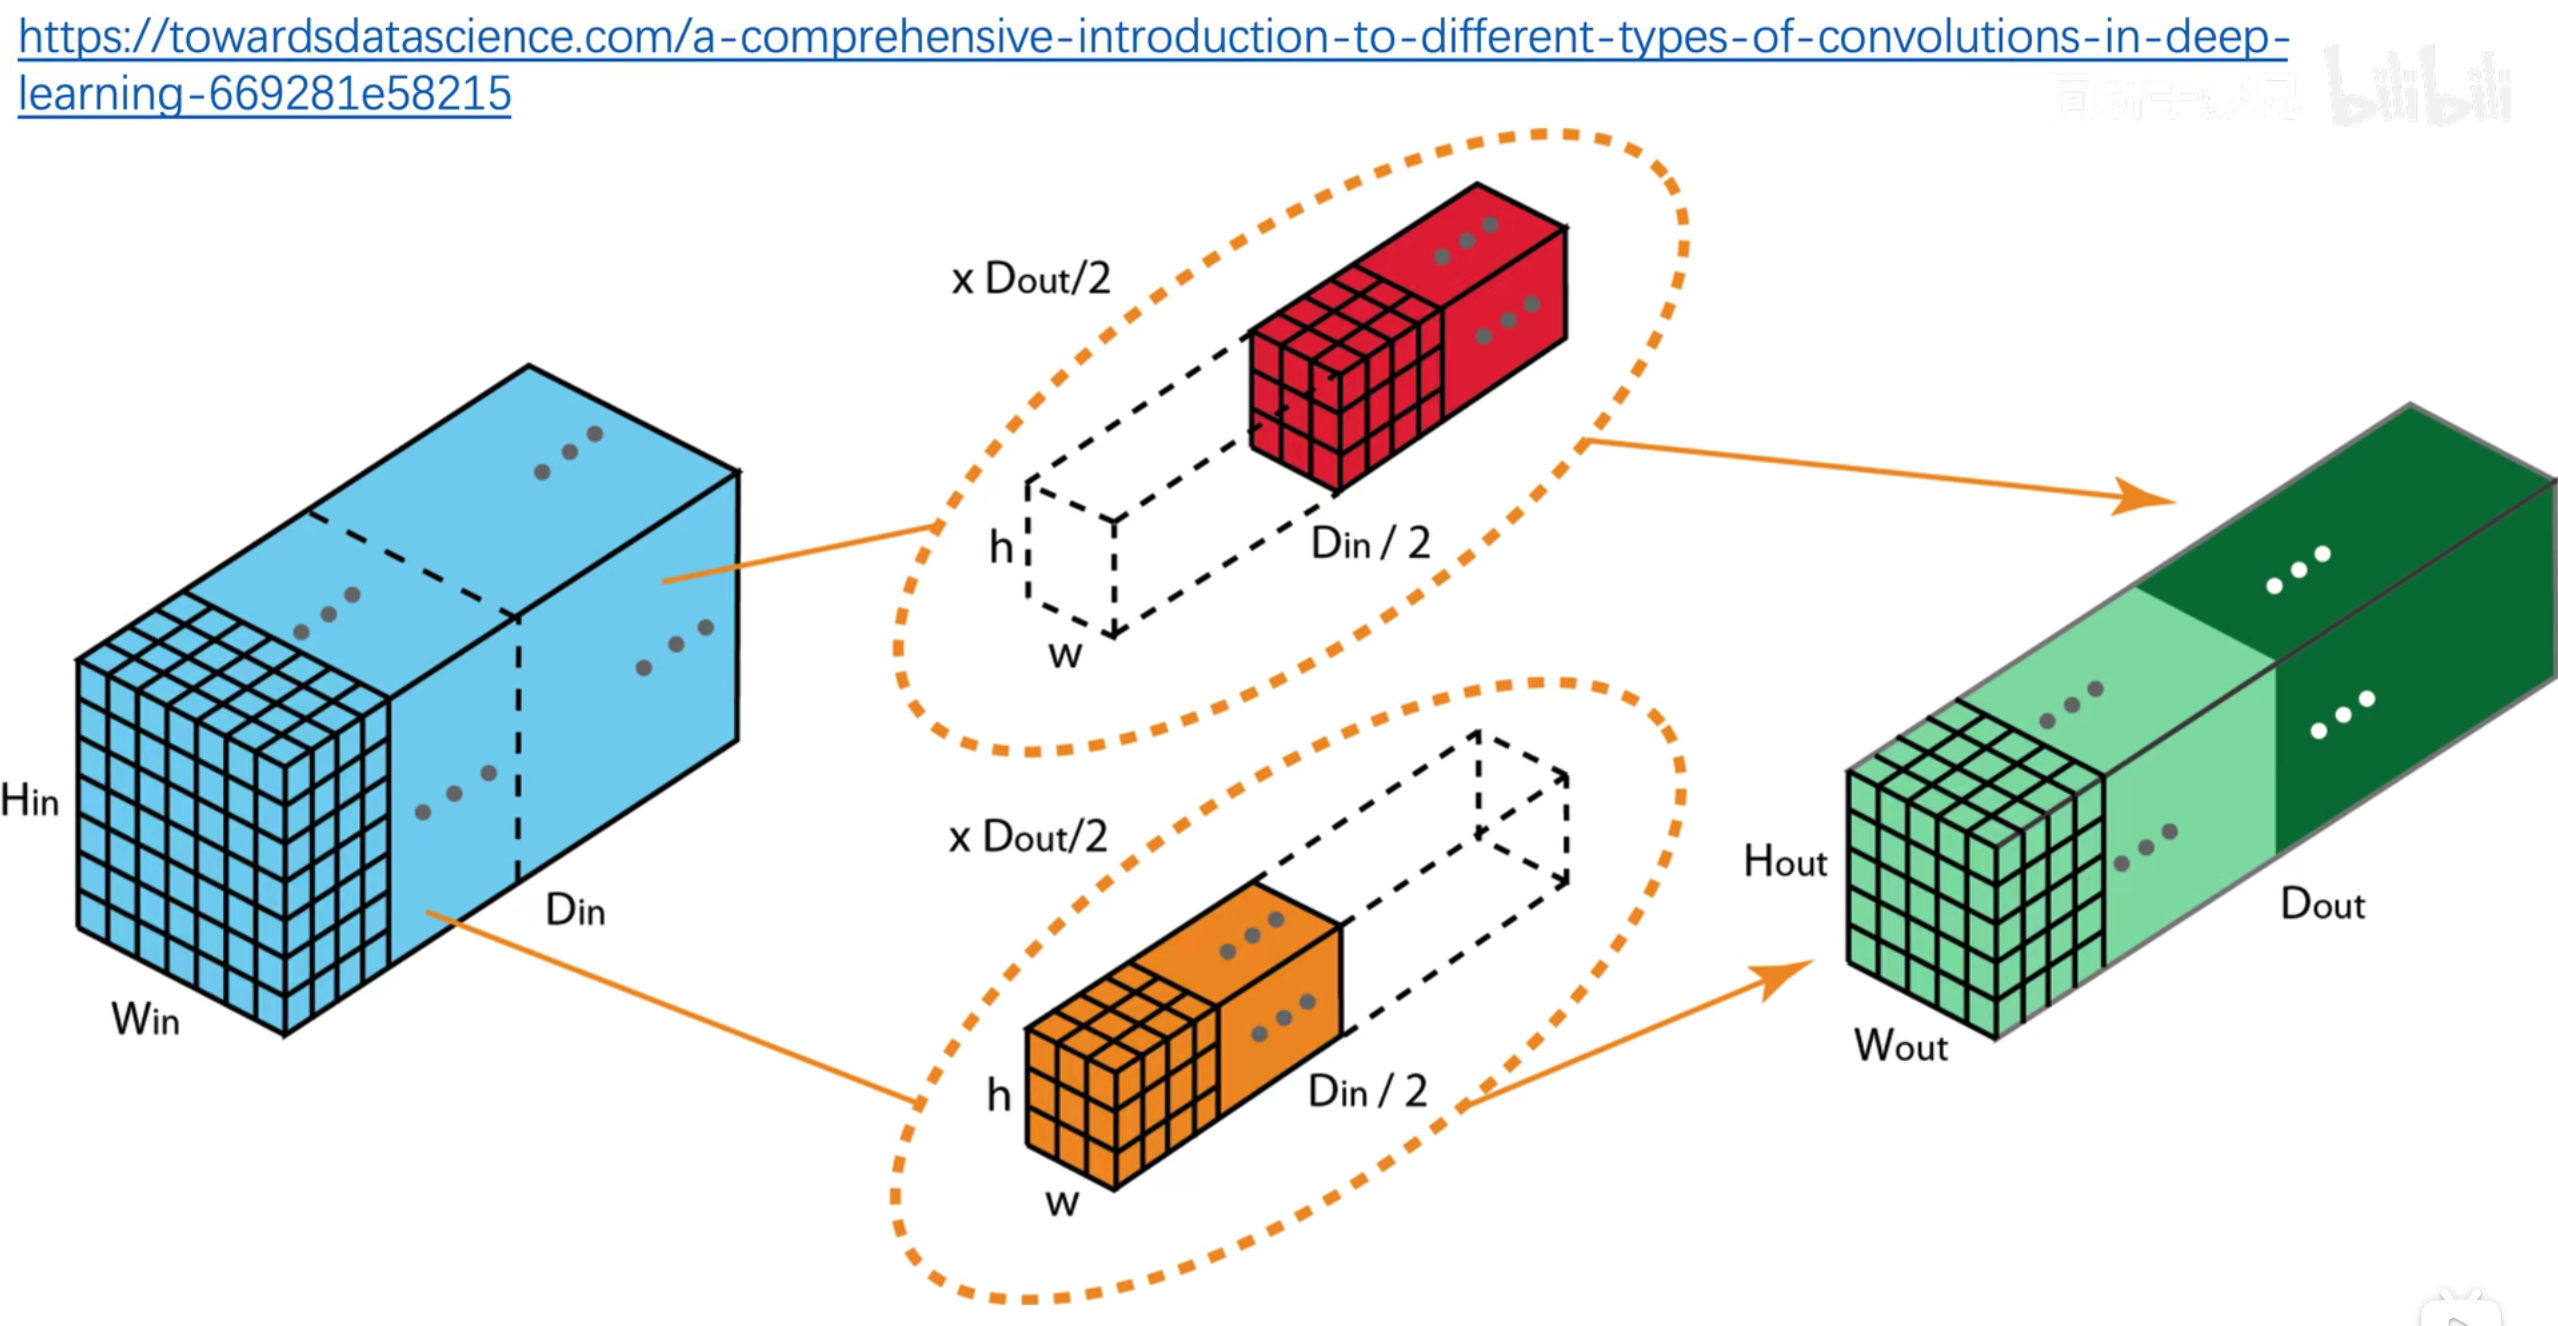 https://towardsdatascience.com/a-comprehensive-introduction-to-different-types-of-convolutions-in-deep-
learning-669281e58215
bilibili
x Dout/2
h
w
Din / 2
Hin
Win
Din
x Dout/2
h
w
Din / 2
Hout
Wout
Dout